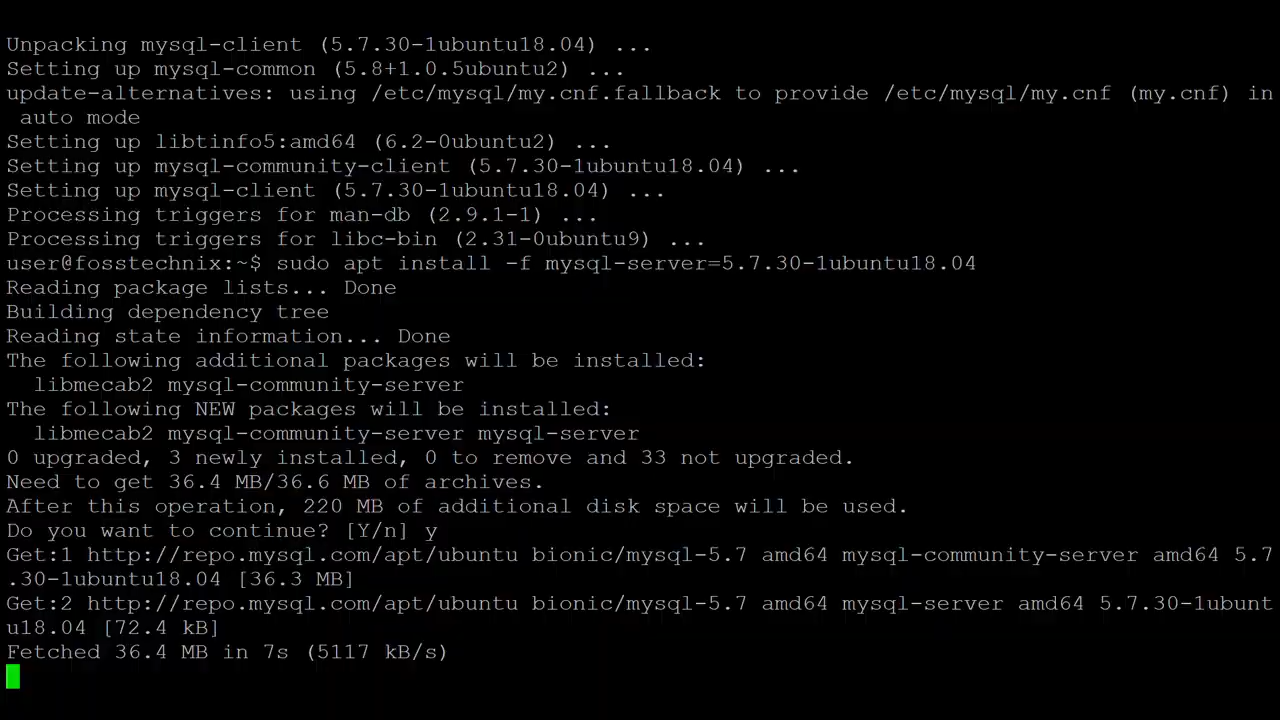 Unpacking mysql-client (5.7.30-1ubuntu18.04) ...
Setting up mysql-common (5.8+1.0.5ubuntu2) ...
update-alternatives: using /etc/mysql/my.cnf.fallback to provide /etc/mysql/my.cnf (my.cnf) in
 auto mode
Setting up libtinfo5:amd64 (6.2-0ubuntu2) ...
Setting up mysql-community-client (5.7.30-1ubuntu18.04) ...
Setting up mysql-client (5.7.30-1ubuntu18.04) ...
Processing triggers for man-db (2.9.1-1) ...
Processing triggers for libc-bin (2.31-0ubuntu9) ...
user@fosstechnix:~$ sudo apt install -f mysql-server=5.7.30-1ubuntu18.04
Reading package lists... Done
Building dependency tree
Reading state information... Done
The following additional packages will be installed:
  libmecab2 mysql-community-server
The following NEW packages will be installed:
  libmecab2 mysql-community-server mysql-server
0 upgraded, 3 newly installed, 0 to remove and 33 not upgraded.
Need to get 36.4 MB/36.6 MB of archives.
After this operation, 220 MB of additional disk space will be used.
Do you want to continue? [Y/n] y
Get:1 http://repo.mysql.com/apt/ubuntu bionic/mysql-5.7 amd64 mysql-community-server amd64 5.7
.30-1ubuntu18.04 [36.3 MB]
Get:2 http://repo.mysql.com/apt/ubuntu bionic/mysql-5.7 amd64 mysql-server amd64 5.7.30-1ubunt
u18.04 [72.4 kB]
Fetched 36.4 MB in 7s (5117 kB/s)